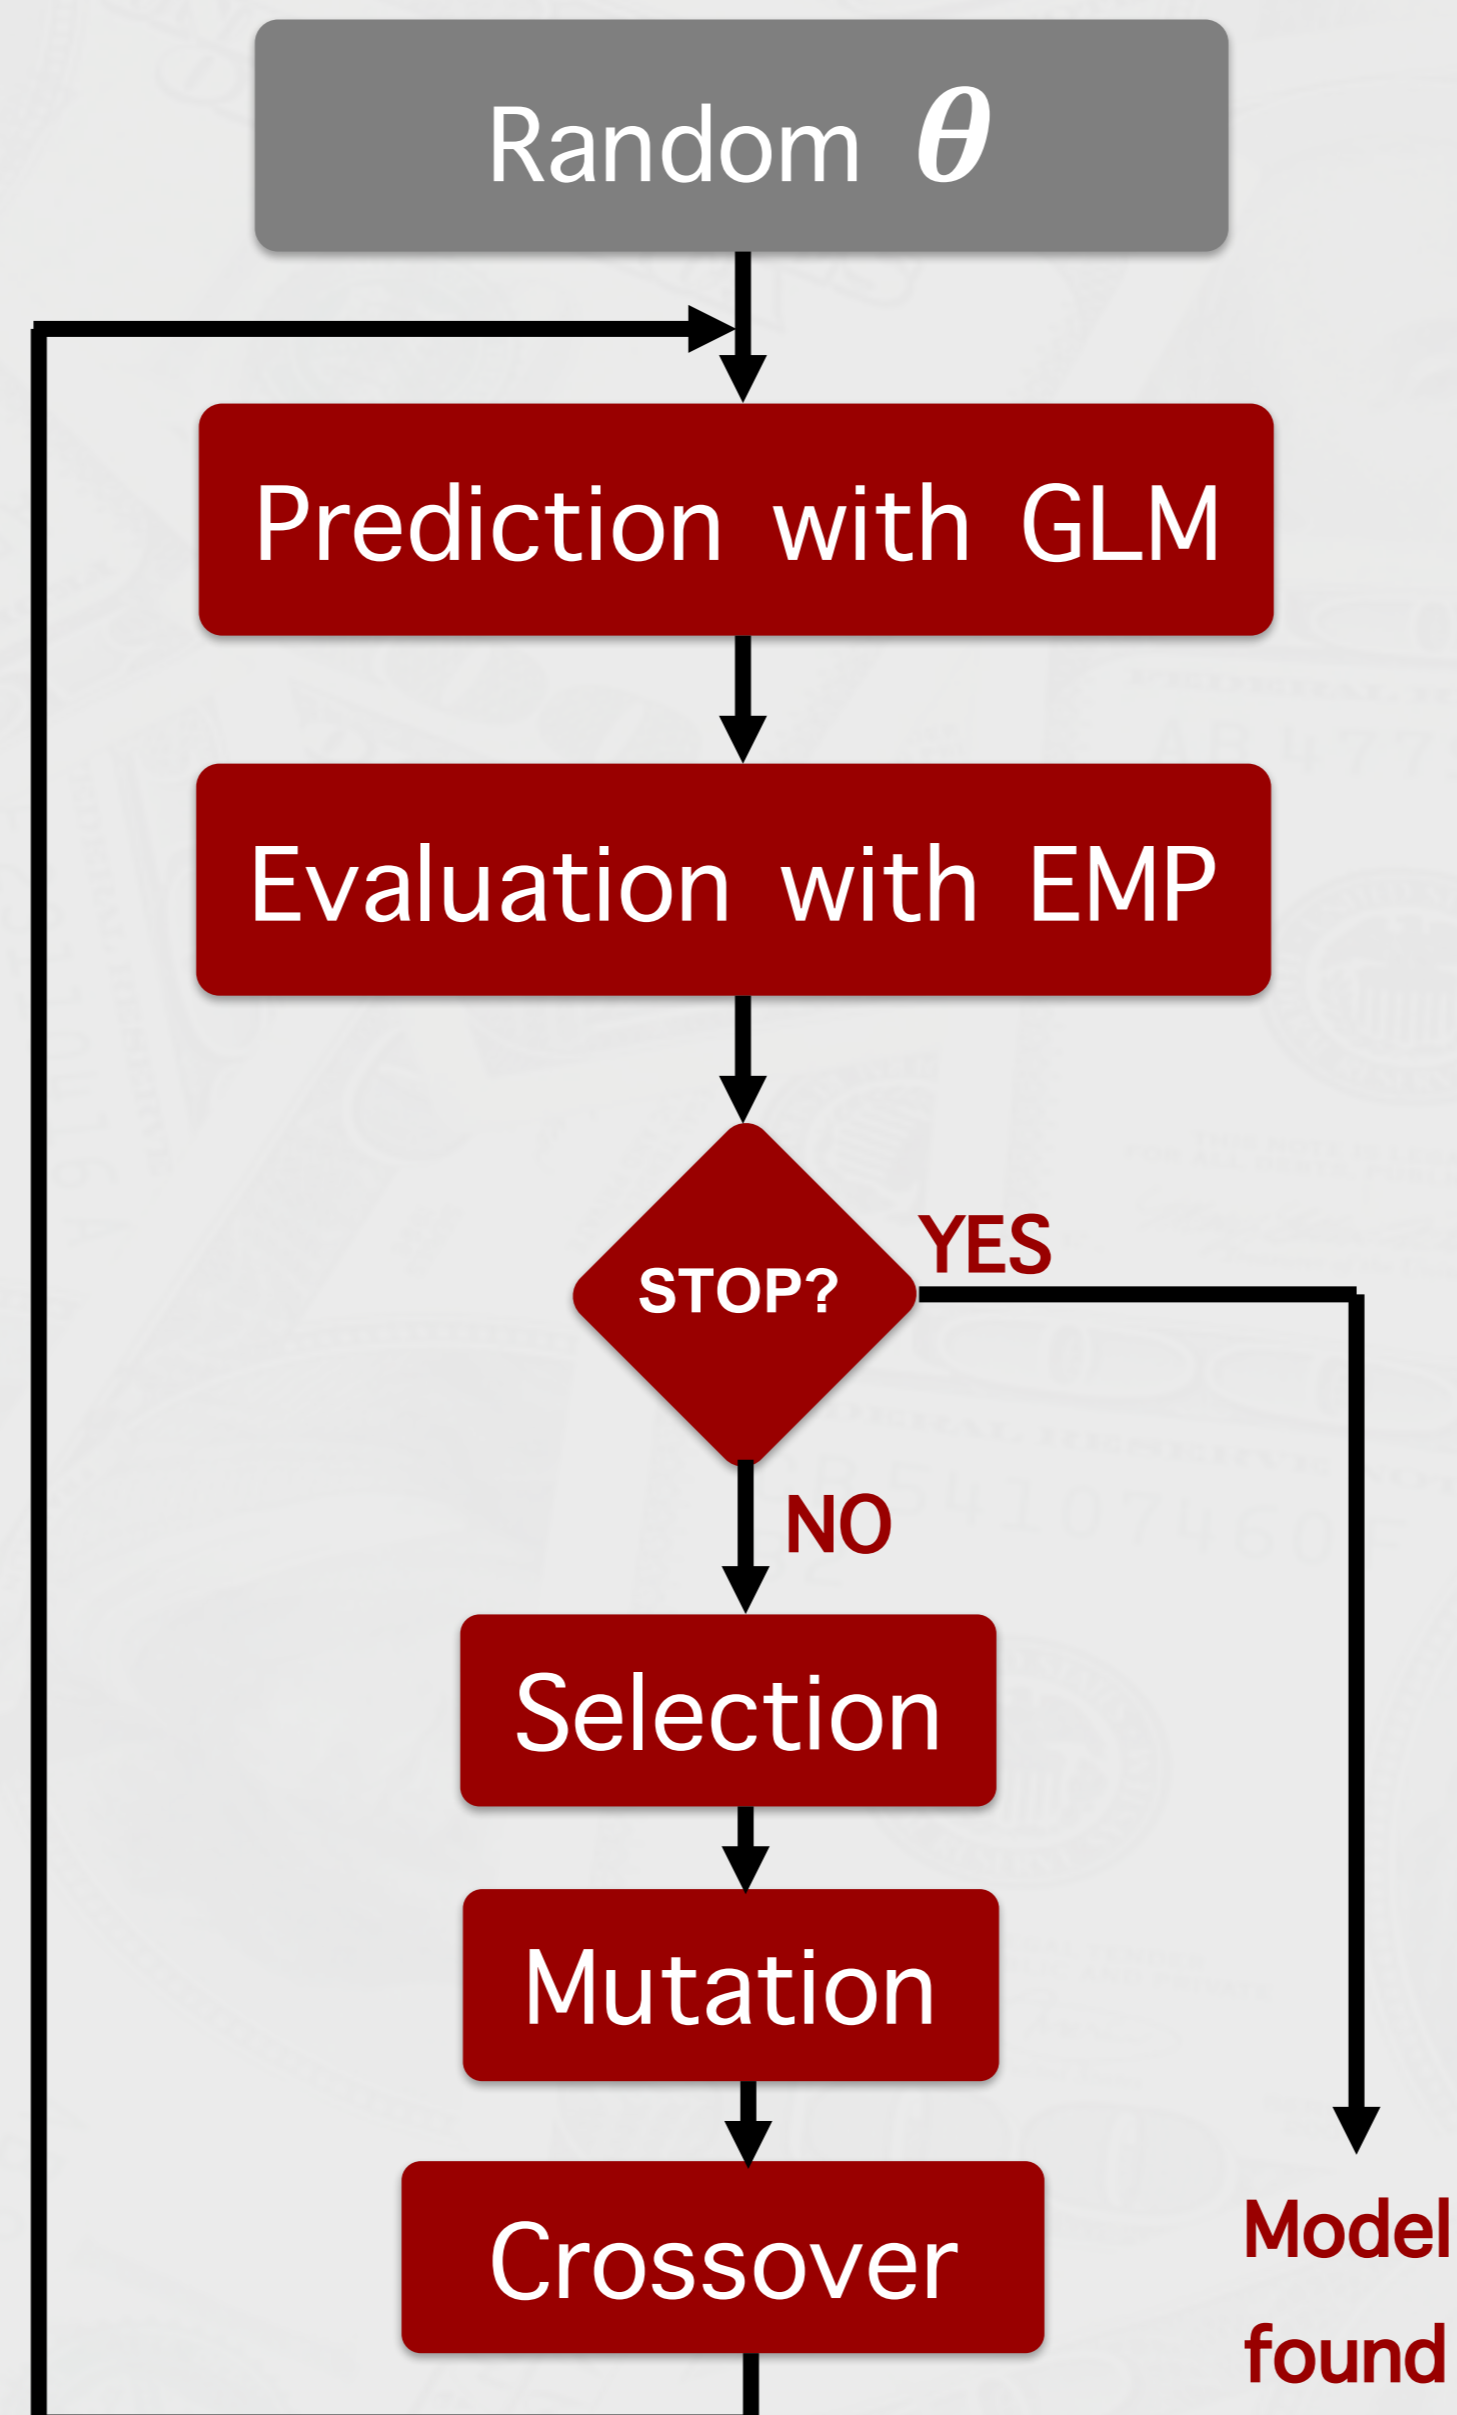 Random θ
Prediction with GLM
Evaluation with EMP
STOP?
YES
NO
Selection
Mutation
Crossover
Model
found